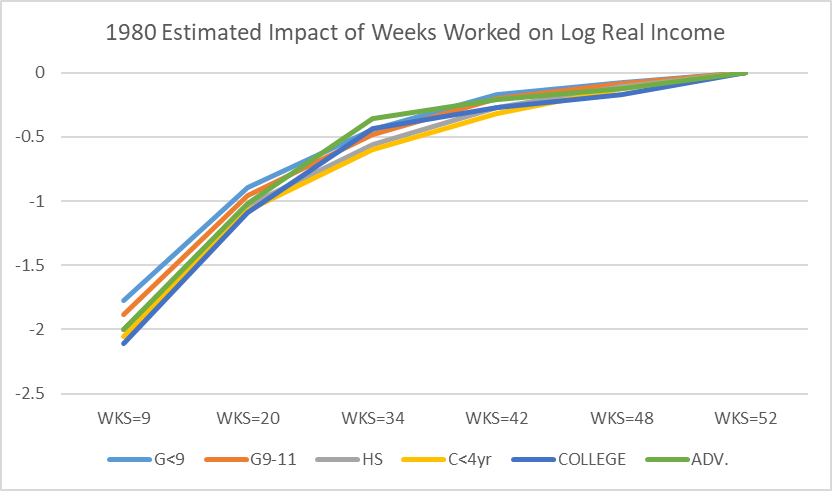 1980 Estimated Impact of Weeks Worked on Log Real Income
0
-0.5
-1
-1.5
-2
-2.5
WKS=9 WKS=20 WKS=34 WKS=42 WKS=48 WKS=52
G<9 G9-11 HS C<4yr COLLEGE ADV.